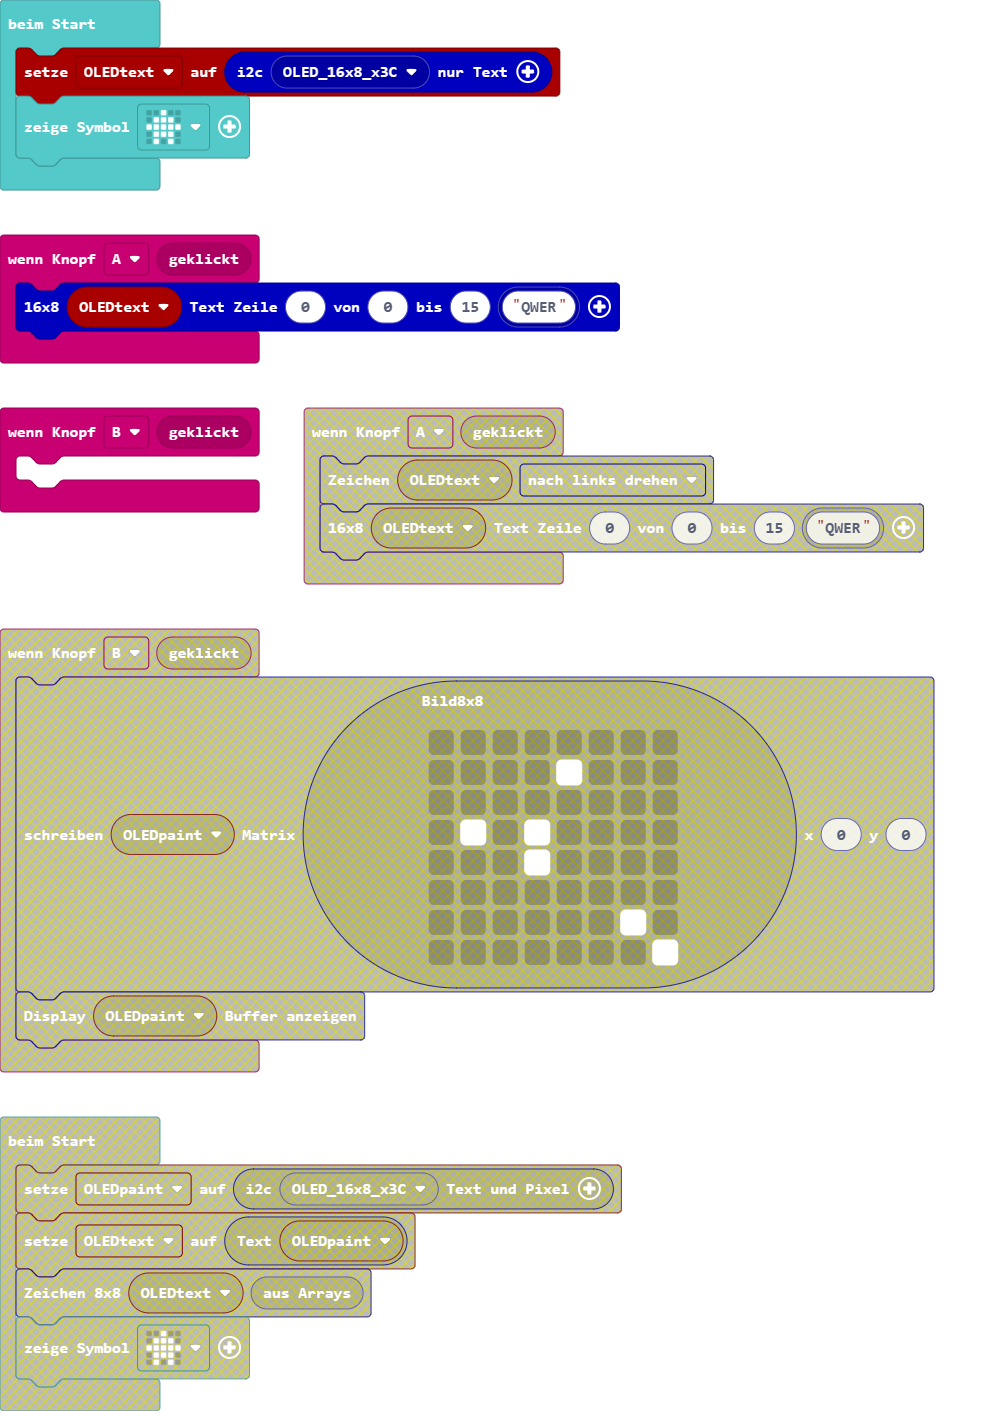 beim Start
setze OLEDtext auf i2c OLED_16x8_x3C nur Text
zeige Symbol
wenn Knopf A geklickt
16x8 OLEDtext Text Zeile 0 von 0 bis 15 "QWER"
wenn Knopf B geklickt
wenn Knopf A geklickt
Zeichen OLEDtext nach links drehen
16x8 OLEDtext Text Zeile 0 von 0 bis 15 "QWER"
wenn Knopf B geklickt
Bild8x8
schreiben OLEDpaint Matrix x 0 y 0
Display OLEDpaint Buffer anzeigen
beim Start
setze OLEDpaint auf i2c OLED_16x8_x3C Text und Pixel
setze OLEDtext auf Text OLEDpaint
Zeichen 8x8 OLEDtext aus Arrays
zeige Symbol